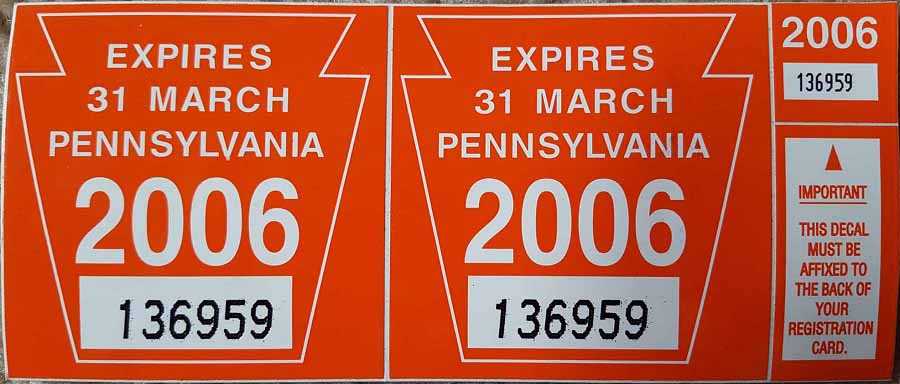 EXPIRES
31 MARCH
PENNSYLVANIA
2006
136959
EXPIRES
31 MARCH
PENNSYLVANIA
2006
136959
2006
136959
IMPORTANT
THIS DECAL
MUST BE
AFFIXED TO
THE BACK OF
YOUR
REGISTRATION
CARD.